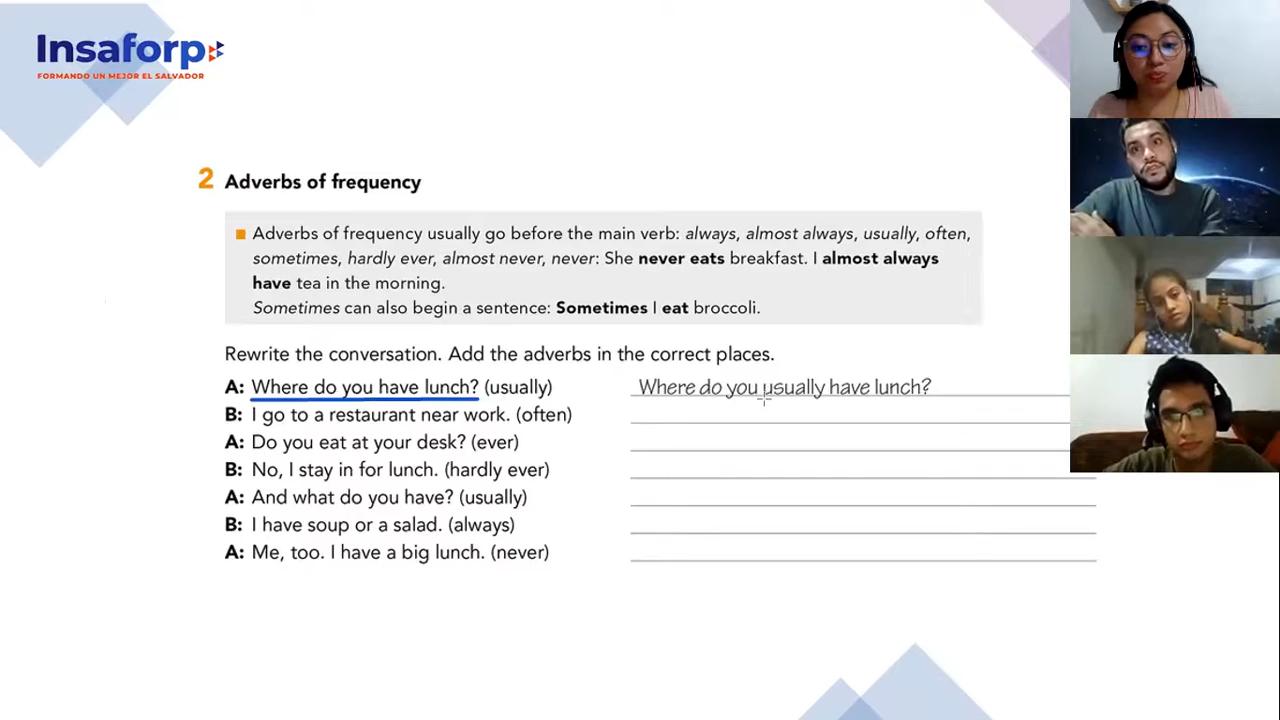 Insaforp
FORMANDO UN MEJOR EL SALVADOR
2 Adverbs of frequency
Adverbs of frequency usually go before the main verb: always, almost always, usually, often,
sometimes, hardly ever, almost never, never: She never eats breakfast. I almost always
have tea in the morning.
Sometimes can also begin a sentence: Sometimes I eat broccoli.
Rewrite the conversation. Add the adverbs in the correct places.
A: Where do you have lunch? (usually) Where do you usually have lunch?
B: I go to a restaurant near work. (often)
A: Do you eat at your desk? (ever)
B: No, I stay in for lunch. (hardly ever)
A: And what do you have? (usually)
B: I have soup or a salad. (always)
A: Me, too. I have a big lunch. (never)